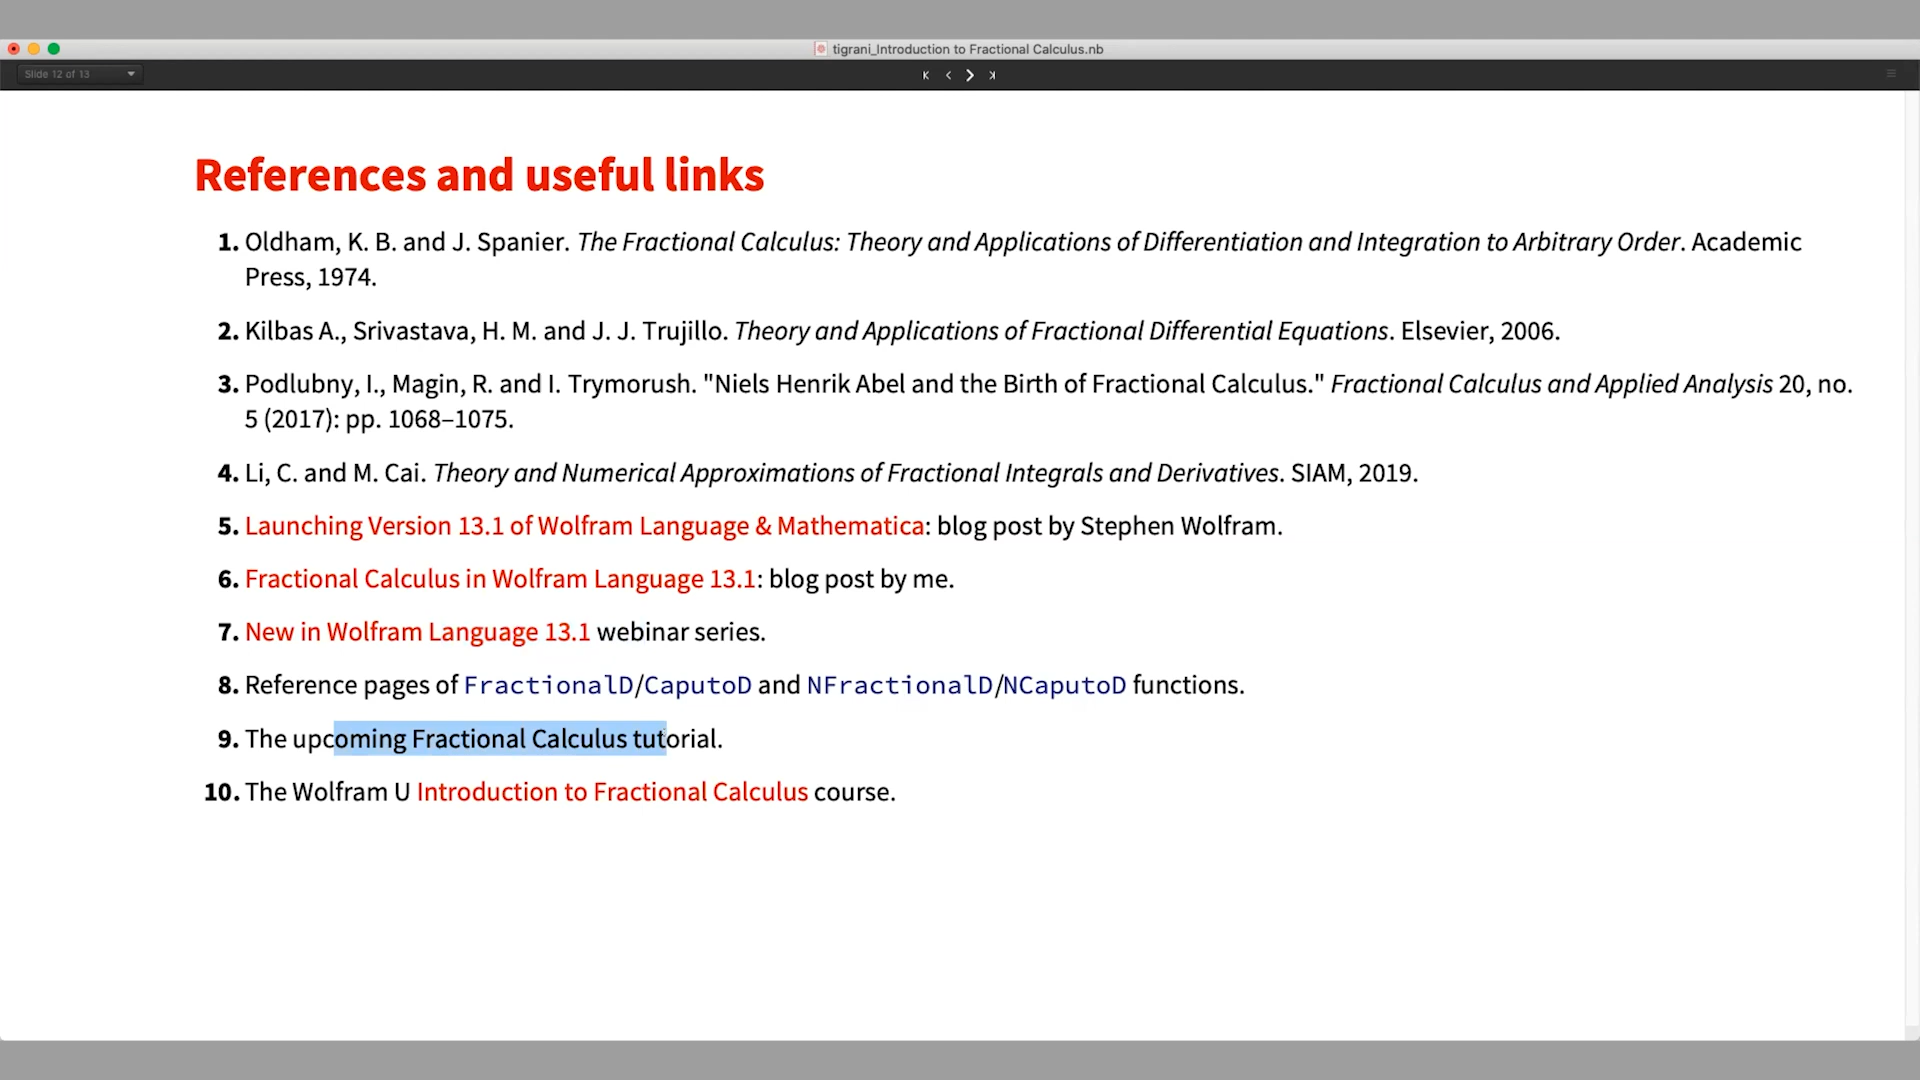 tigrani_Introduction to Fractional Calculus.nb
Slide 12 of 13
References and useful links
1. Oldham, K. B. and J. Spanier. The Fractional Calculus: Theory and Applications of Differentiation and Integration to Arbitrary Order. Academic
Press, 1974.
2. Kilbas A., Srivastava, H. M. and J. J. Trujillo. Theory and Applications of Fractional Differential Equations. Elsevier, 2006.
3. Podlubny, I., Magin, R. and I. Trymorush. "Niels Henrik Abel and the Birth of Fractional Calculus." Fractional Calculus and Applied Analysis 20, no.
5 (2017): pp. 1068–1075.
4. Li, C. and M. Cai. Theory and Numerical Approximations of Fractional Integrals and Derivatives. SIAM, 2019.
5. Launching Version 13.1 of Wolfram Language & Mathematica: blog post by Stephen Wolfram.
6. Fractional Calculus in Wolfram Language 13.1: blog post by me.
7. New in Wolfram Language 13.1 webinar series.
8. Reference pages of FractionalD/CaputoD and NFractionalD/NCaputoD functions.
9. The upcoming Fractional Calculus tutorial.
10. The Wolfram U Introduction to Fractional Calculus course.